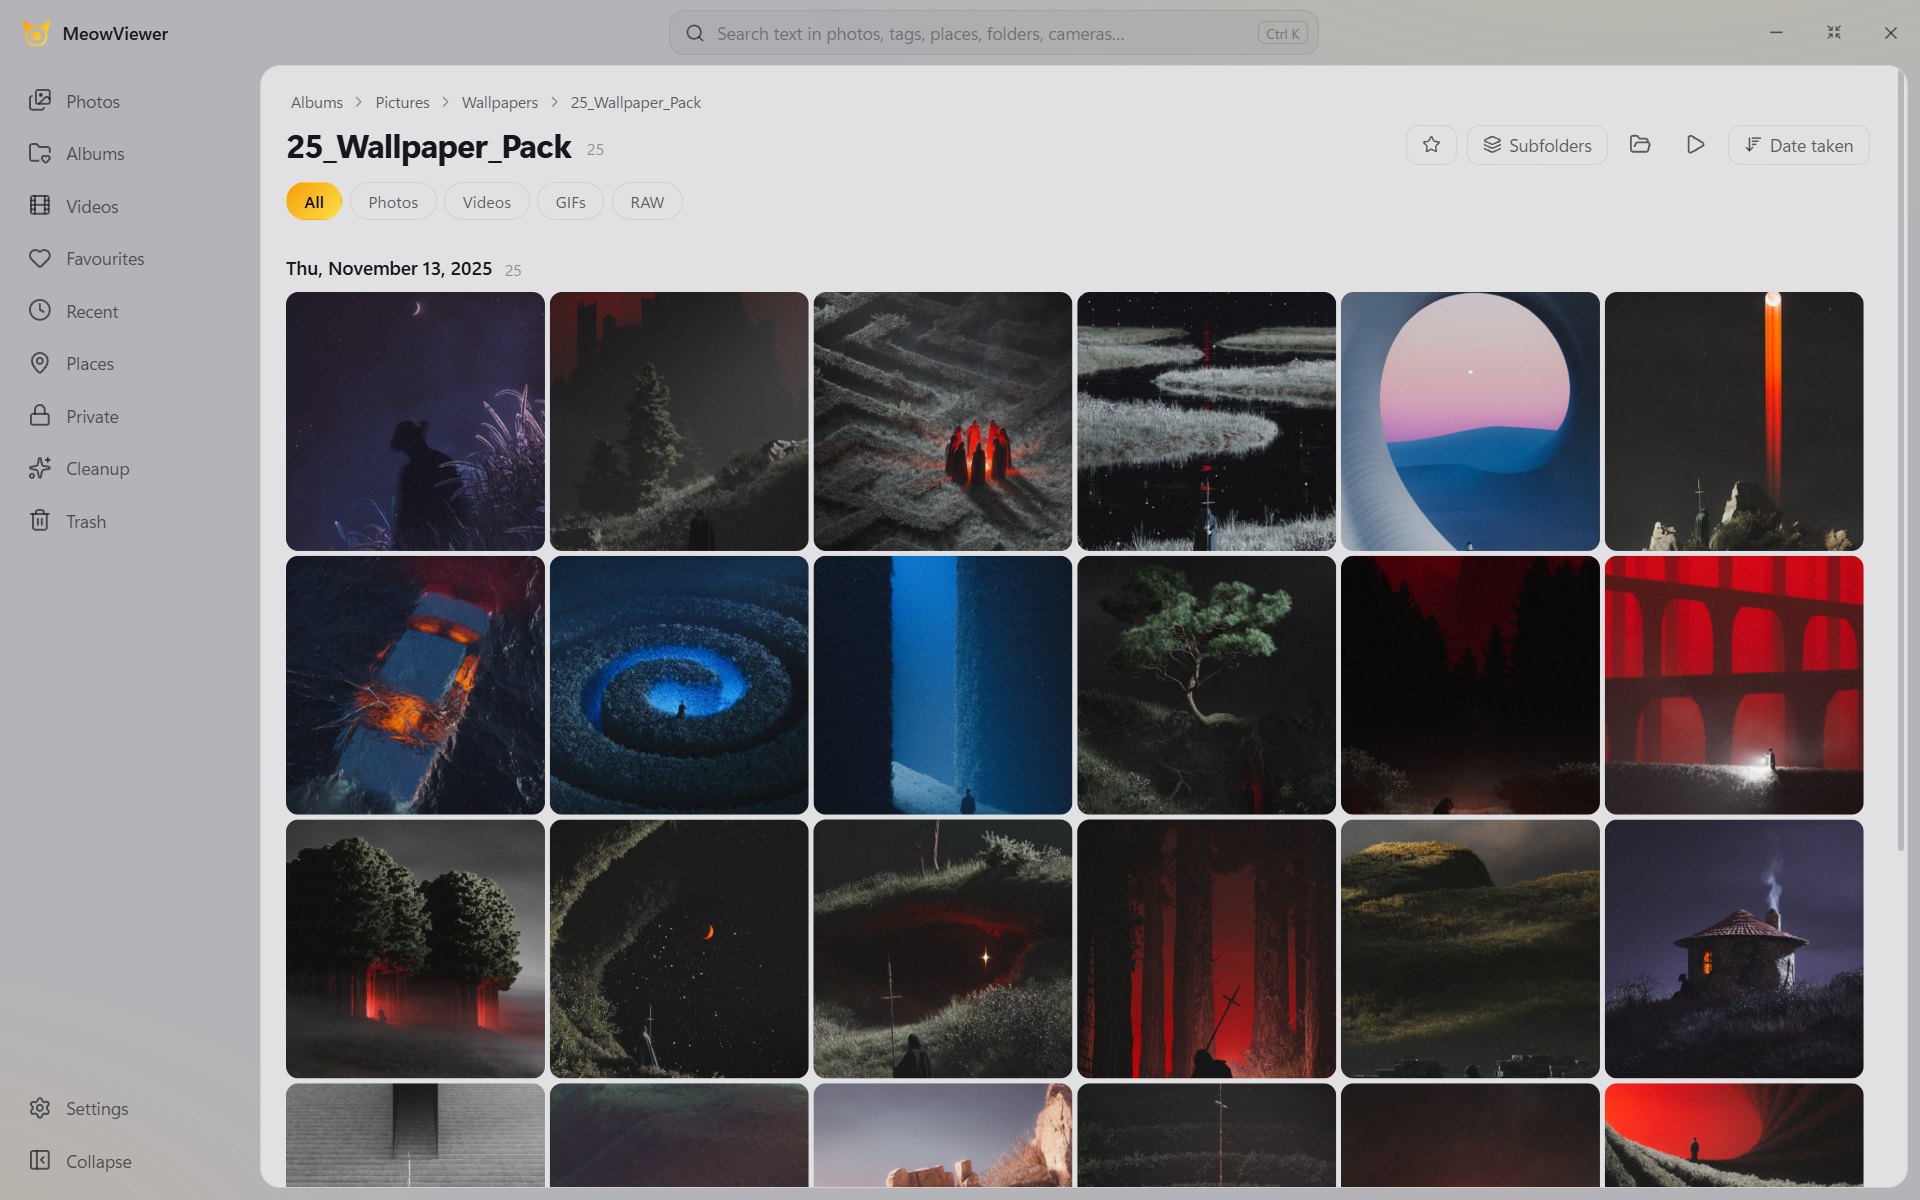 MeowViewer
Search text in photos, tags, places, folders, cameras...
Ctrl K
Photos
Albums
Videos
Favourites
Recent
Places
Private
Cleanup
Trash
Settings
Collapse
Albums > Pictures > Wallpapers > 25_Wallpaper_Pack
25_Wallpaper_Pack 25
Subfolders
Date taken
All
Photos
Videos
GIFs
RAW
Thu, November 13, 2025 25